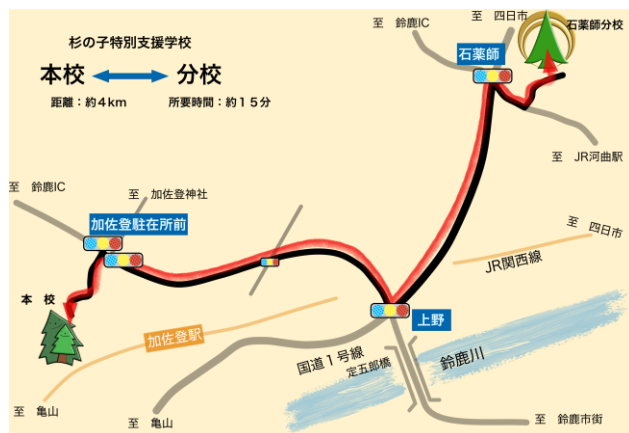 杉の子特別支援学校
本校 分校
距離：約４km 所要時間：約１５分
至 鈴鹿IC
至 四日市
石薬師分校
石薬師
至 JR河曲駅
至 鈴鹿IC
至 加佐登神社
加佐登駐在所前
至 四日市
JR関西線
本 校
上野
加佐登駅
国道１号線
定五郎橋
鈴鹿川
至 亀山
至 亀山
至 鈴鹿市街